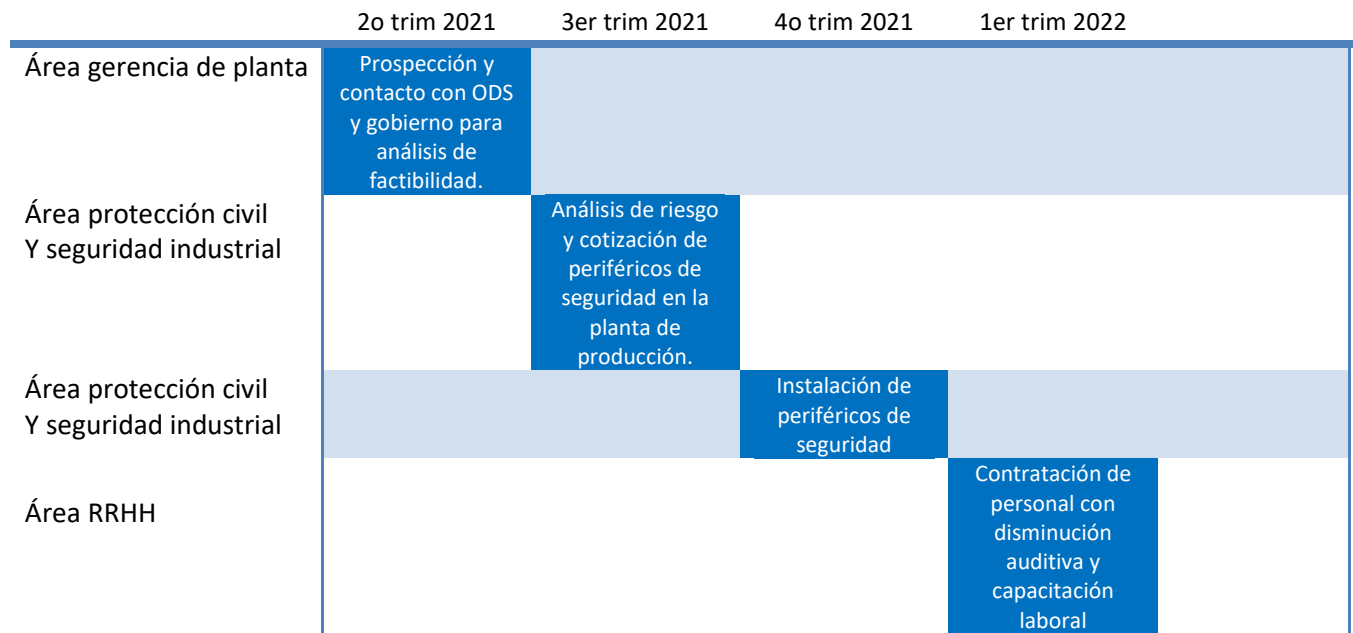 2o trim 2021 3er trim 2021 4o trim 2021 1er trim 2022
Área gerencia de planta
Prospección y
contacto con ODS
y gobierno para
análisis de
factibilidad.
Área protección civil
Y seguridad industrial
Análisis de riesgo
y cotización de
periféricos de
seguridad en la
planta de
producción.
Área protección civil
Y seguridad industrial
Instalación de
periféricos de
seguridad
Área RRHH
Contratación de
personal con
disminución
auditiva y
capacitación
laboral